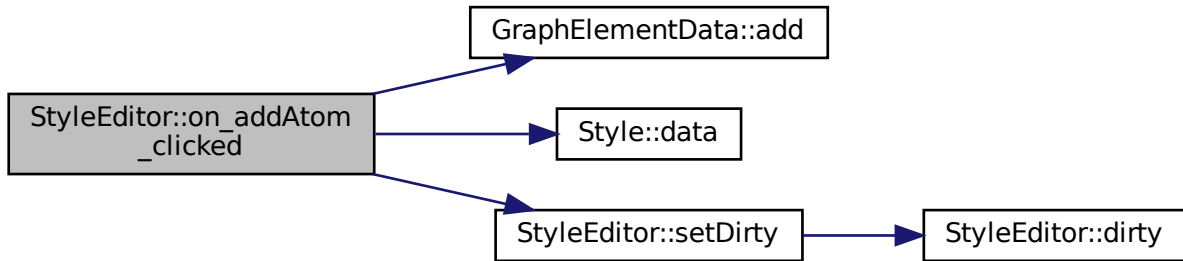 GraphElementData::add
StyleEditor::on_addAtom
_clicked
Style::data
StyleEditor::setDirty
StyleEditor::dirty